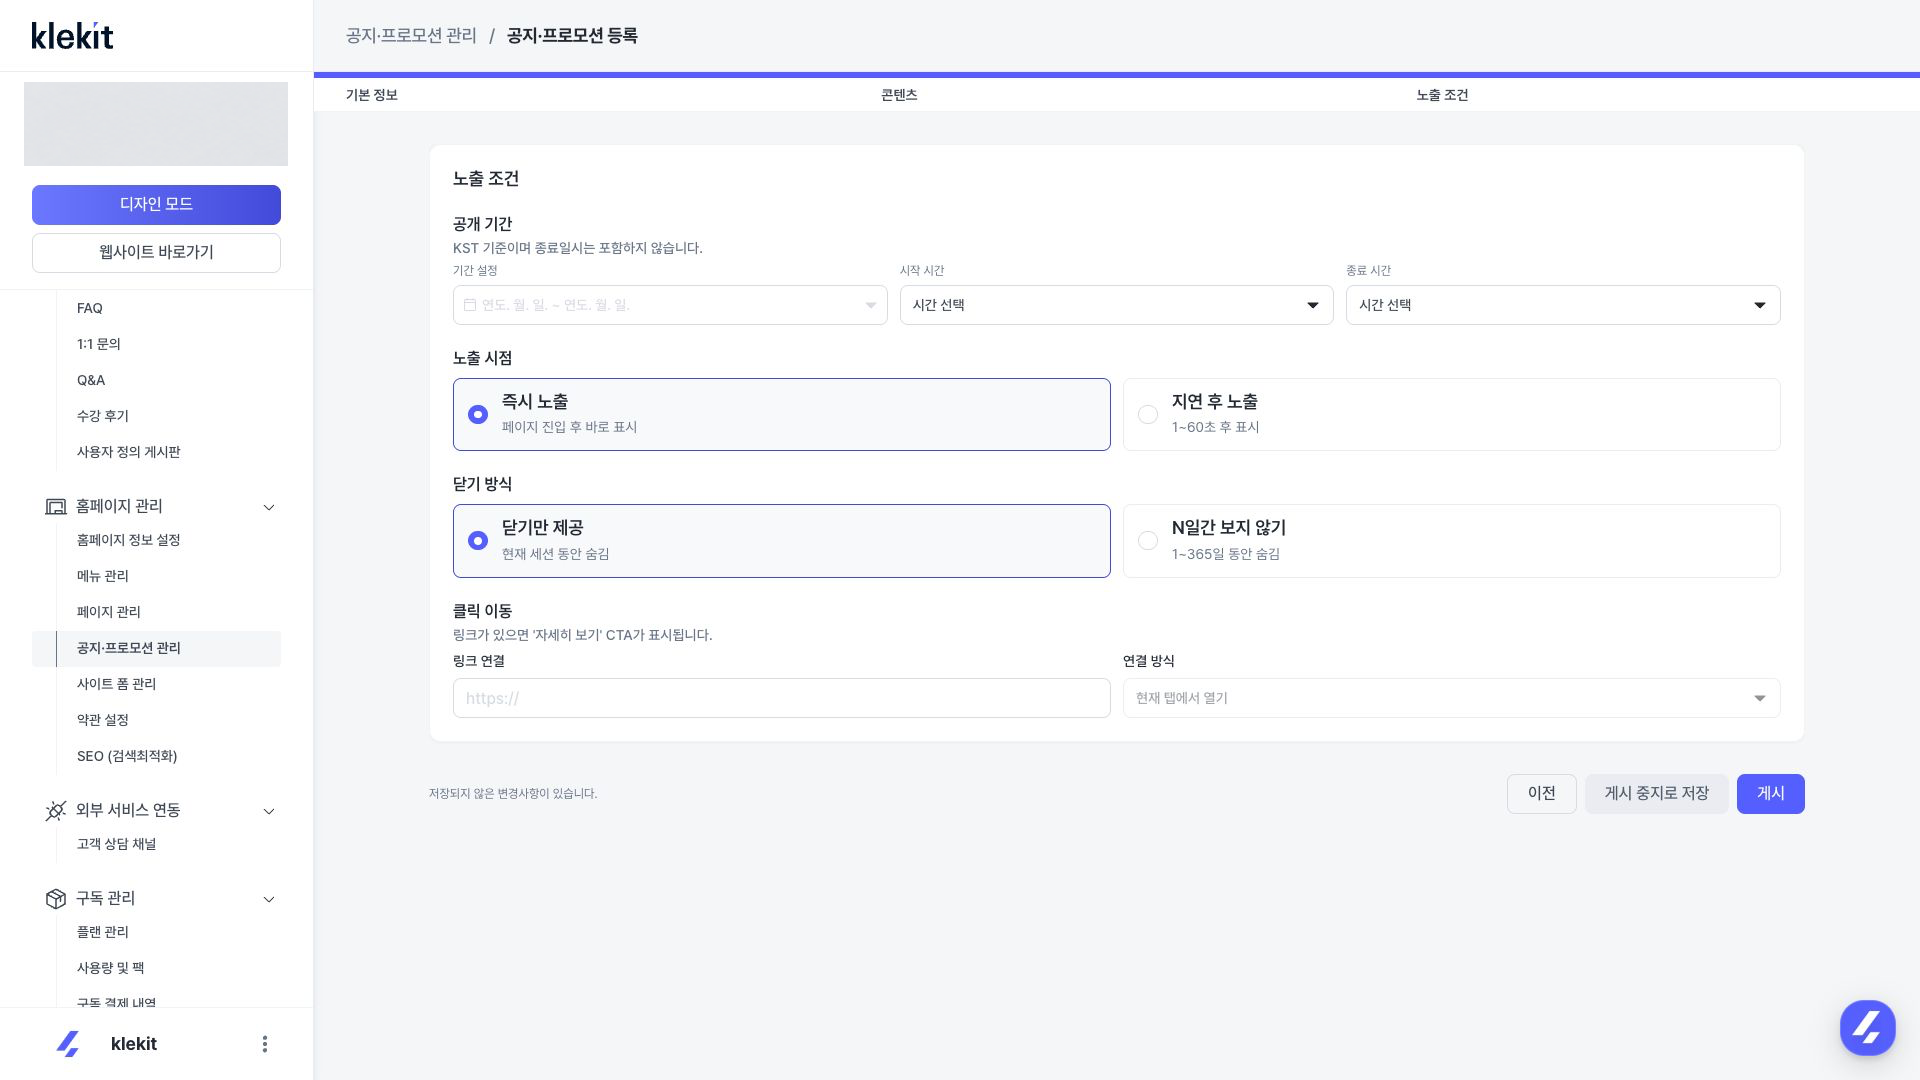 klekit
공지·프로모션 관리 / 공지·프로모션 등록
기본 정보
콘텐츠
노출 조건
디자인 모드
웹사이트 바로가기
FAQ
1:1 문의
Q&A
수강 후기
사용자 정의 게시판
홈페이지 관리
홈페이지 정보 설정
메뉴 관리
페이지 관리
공지·프로모션 관리
사이트 폼 관리
약관 설정
SEO (검색최적화)
외부 서비스 연동
고객 상담 채널
구독 관리
플랜 관리
사용량 및 팩
구독 결제 내역
klekit
노출 조건
공개 기간
KST 기준이며 종료일시는 포함하지 않습니다.
기간 설정
시작 시간
종료 시간
연도. 월. 일. ~ 연도. 월. 일.
시간 선택
시간 선택
노출 시점
즉시 노출
페이지 진입 후 바로 표시
지연 후 노출
1~60초 후 표시
닫기 방식
닫기만 제공
현재 세션 동안 숨김
N일간 보지 않기
1~365일 동안 숨김
클릭 이동
링크가 있으면 '자세히 보기' CTA가 표시됩니다.
링크 연결
연결 방식
https://
현재 탭에서 열기
저장되지 않은 변경사항이 있습니다.
이전
게시 중지로 저장
게시